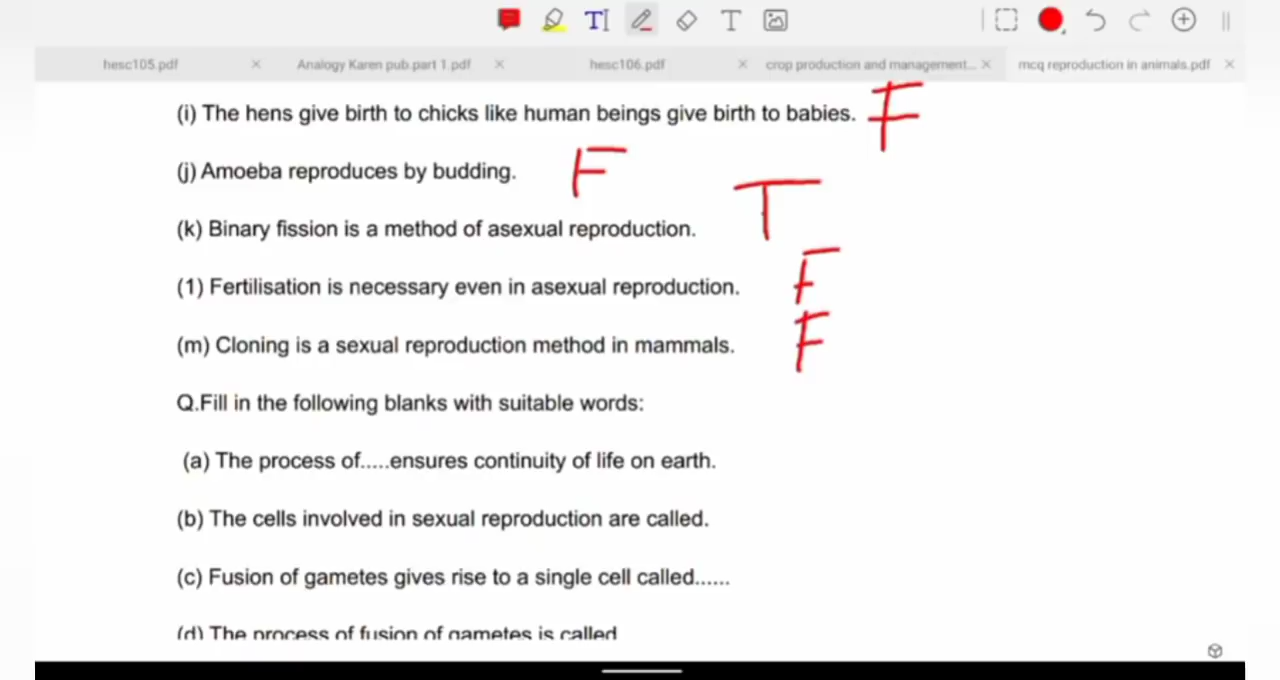 hesc105.pdf × Analogy Karen pub.part 1.pdf × hesc106.pdf × crop production and management... × mcq reproduction in animals.pdf ×
(i) The hens give birth to chicks like human beings give birth to babies. F
(j) Amoeba reproduces by budding. F
(k) Binary fission is a method of asexual reproduction. T
(1) Fertilisation is necessary even in asexual reproduction. F
(m) Cloning is a sexual reproduction method in mammals. F
Q.Fill in the following blanks with suitable words:
(a) The process of.....ensures continuity of life on earth.
(b) The cells involved in sexual reproduction are called.
(c) Fusion of gametes gives rise to a single cell called......
(d) The process of fusion of gametes is called